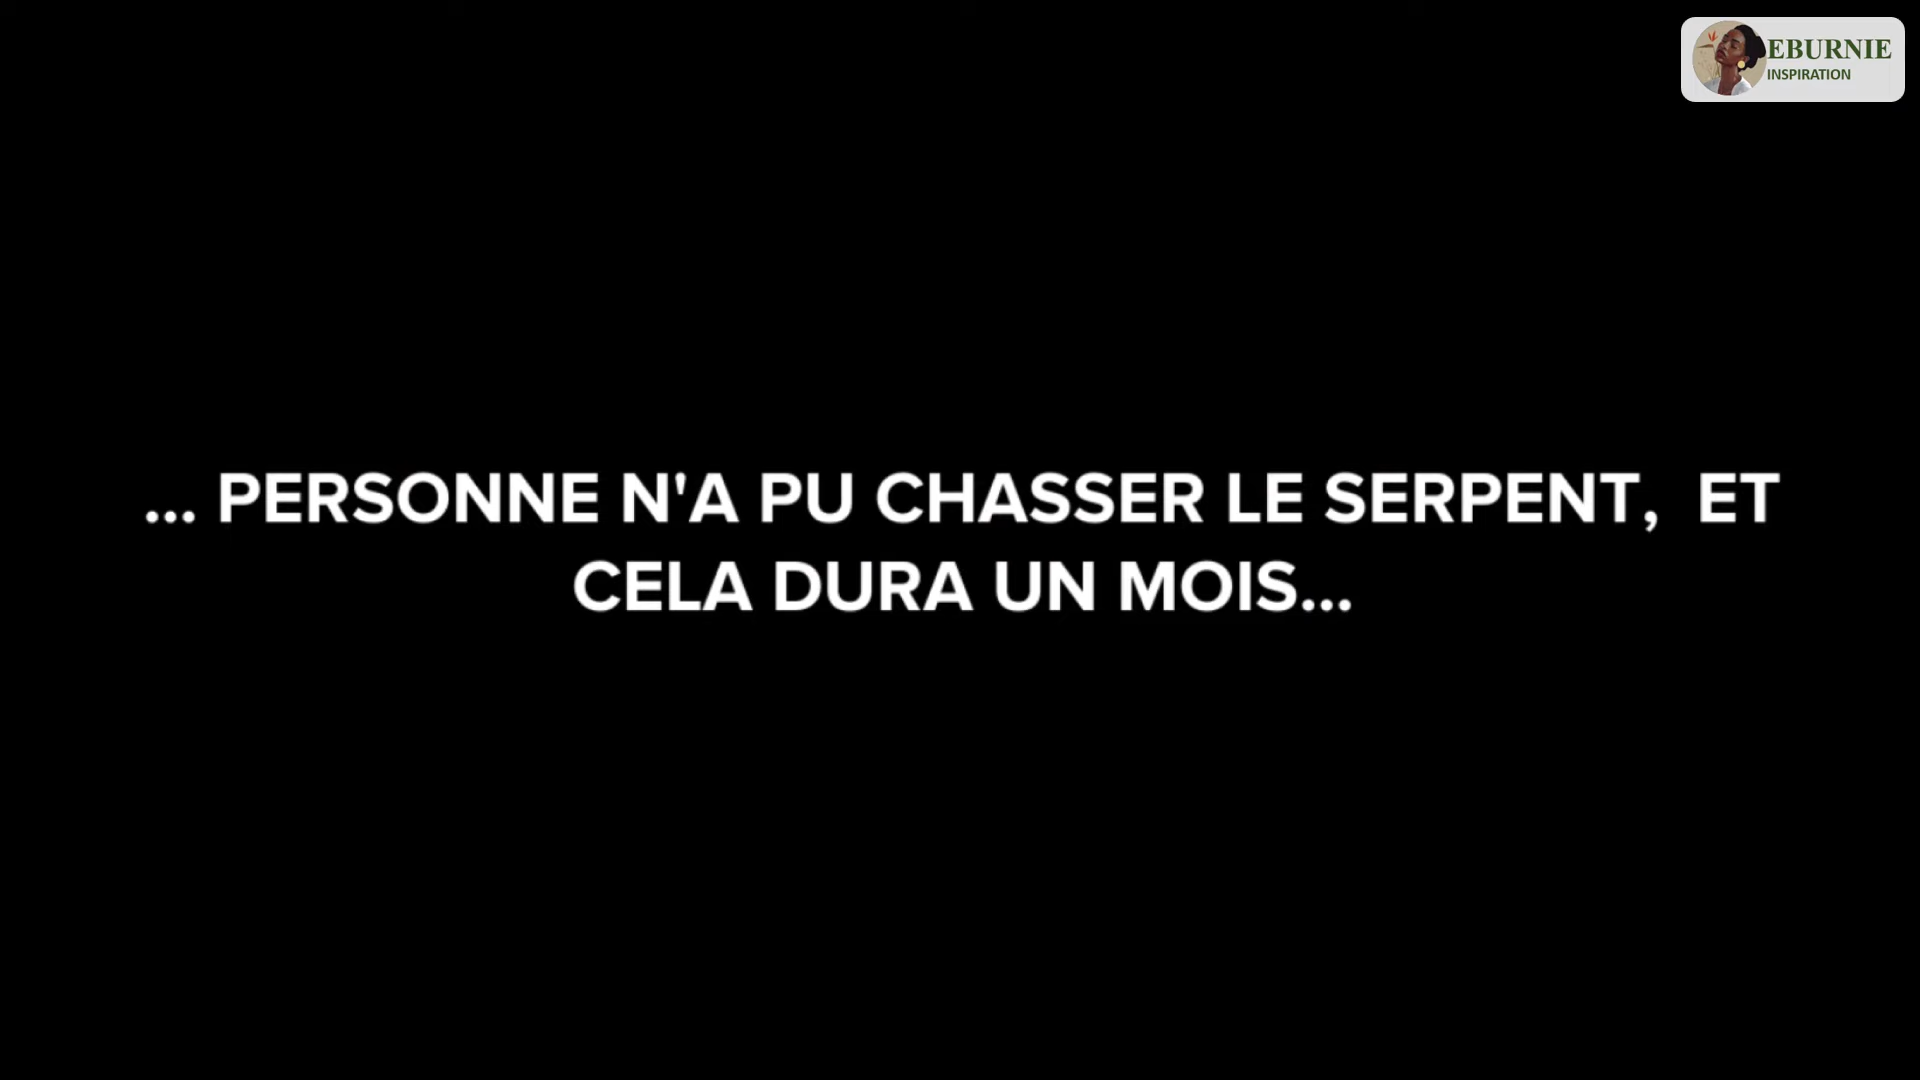 EBURNIE
INSPIRATION
... PERSONNE N'A PU CHASSER LE SERPENT,  ET
CELA DURA UN MOIS...